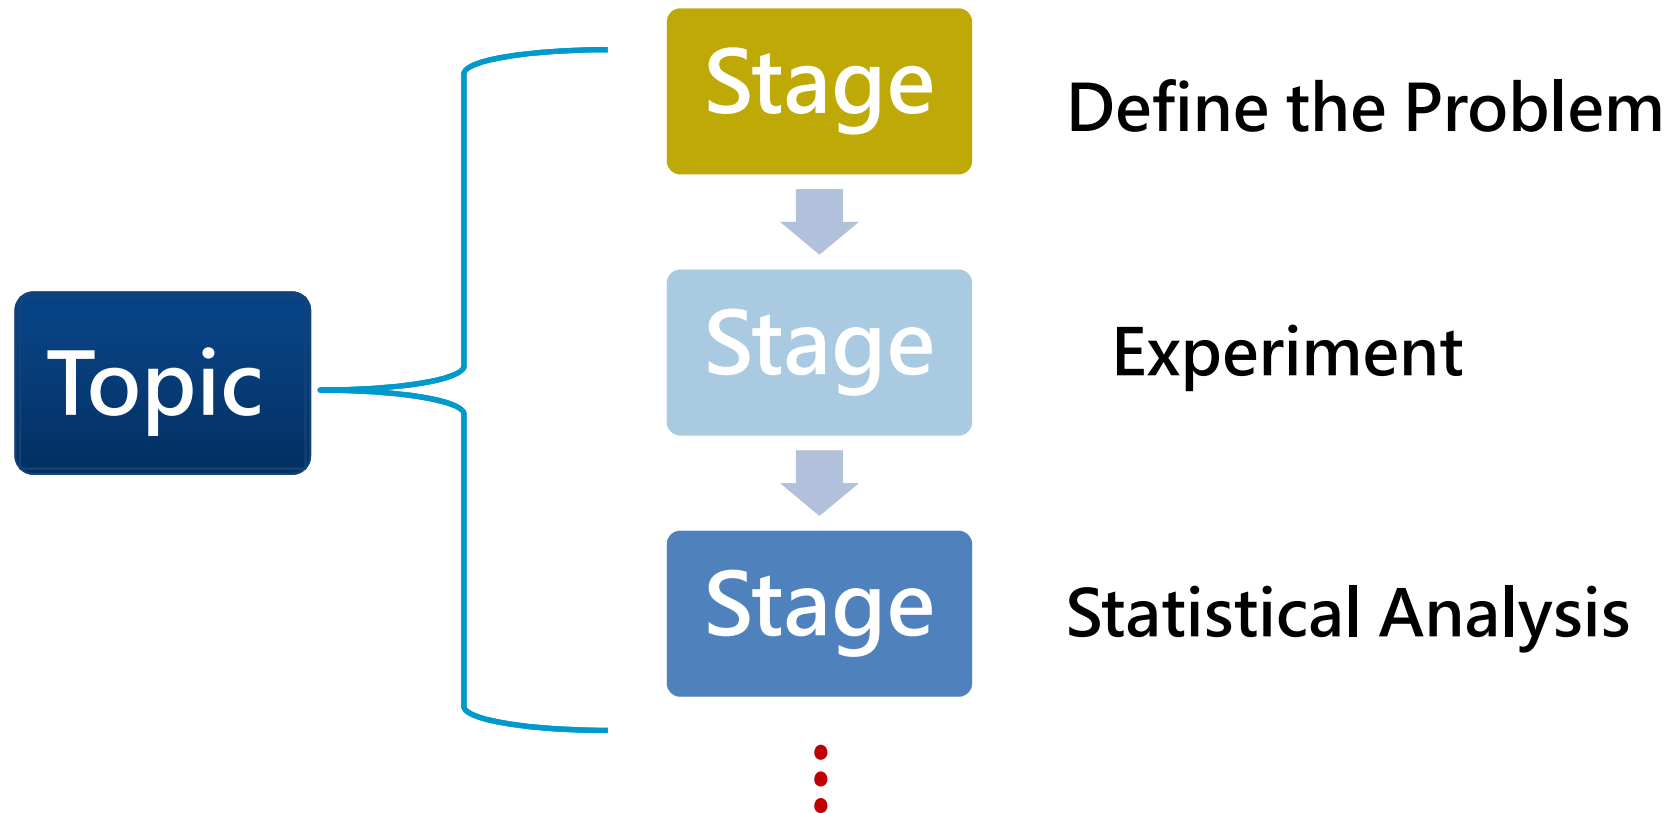 Stage
Define the Problem
Topic
Stage
Experiment
Stage
Statistical Analysis